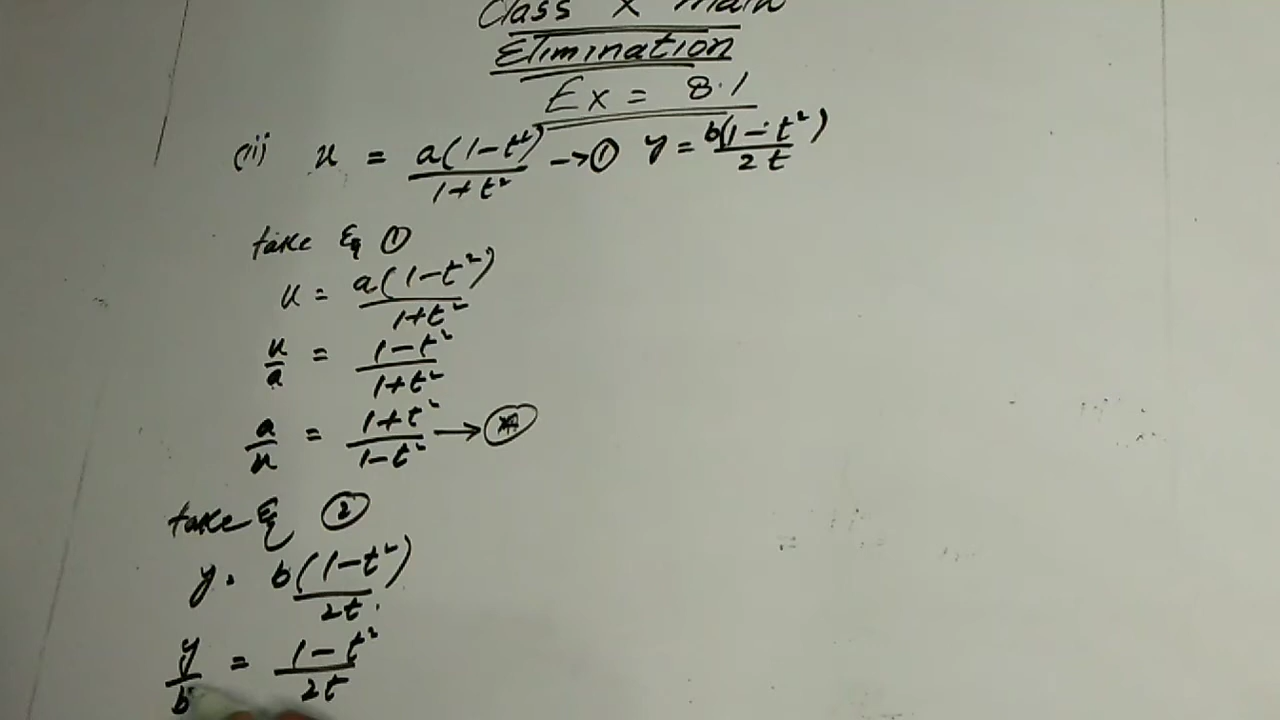 Class X Math
Elimination
Ex = 8.1
(ii) x = a(1-t²)/1+t² → ① y = b(1-t²)/2t
take Eq ①
x = a(1-t²)/1+t²
x/a = 1-t²/1+t²
a/x = 1+t²/1-t² → *
take Eq ②
y = b(1-t²)/2t
y/b = 1-t²/2t